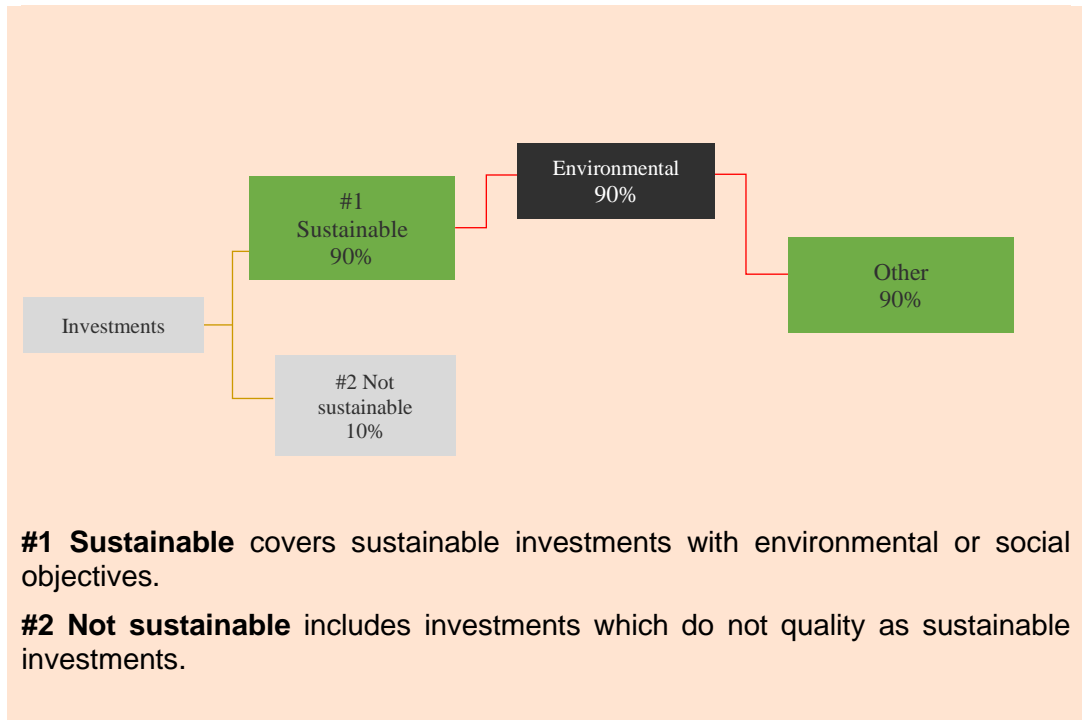 Environmental
90%
#1
Sustainable
90%
Other
90%
Investments
#2 Not
sustainable
10%
#1 Sustainable covers sustainable investments with environmental or social
objectives.
#2 Not sustainable includes investments which do not quality as sustainable
investments.